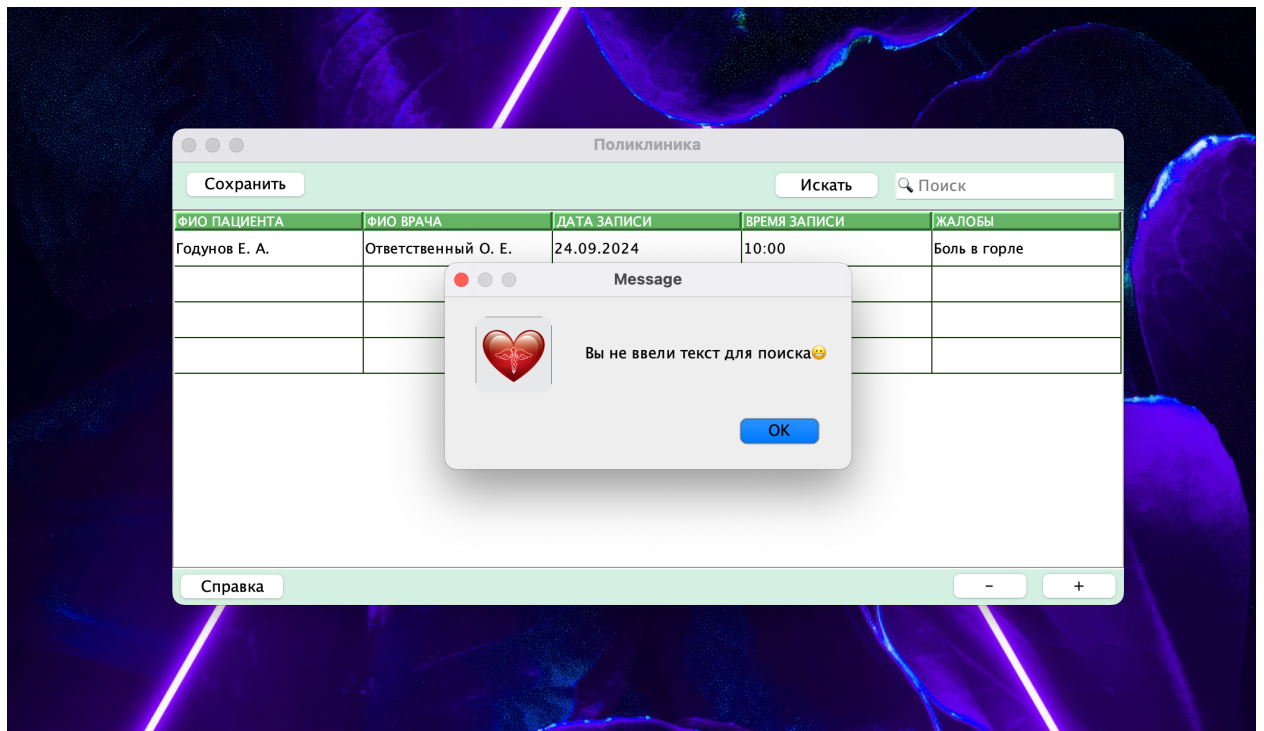 Поликлиника
Сохранить Искать 🔍 Поиск
ФИО ПАЦИЕНТА ФИО ВРАЧА ДАТА ЗАПИСИ ВРЕМЯ ЗАПИСИ ЖАЛОБЫ
Годунов Е. А. Ответственный О. Е. 24.09.2024 10:00 Боль в горле
Message
Вы не ввели текст для поиска😬
OK
Справка - +